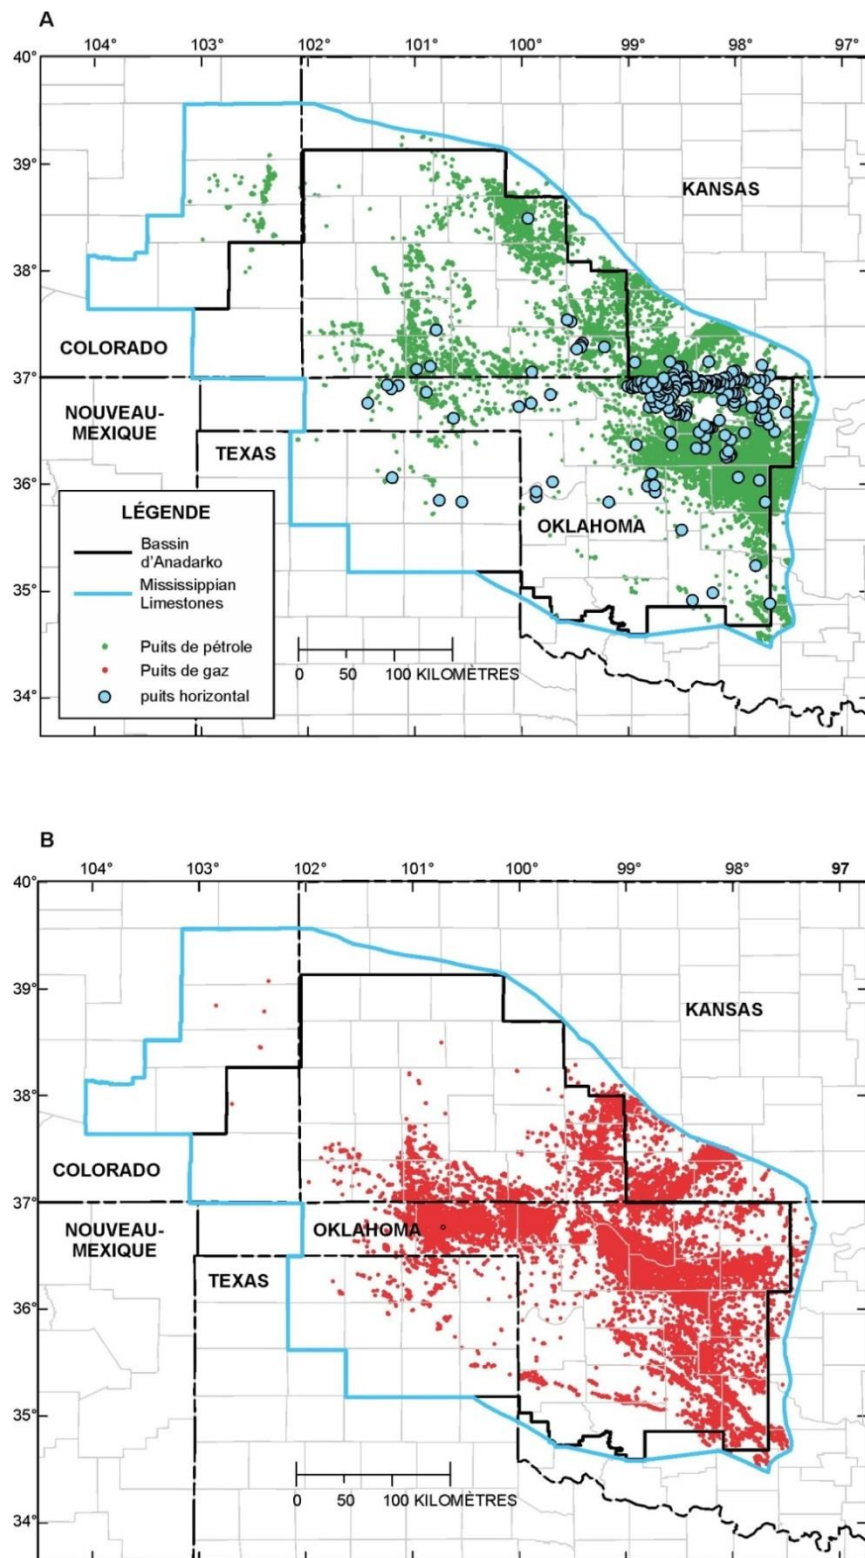 A
104° 103° 102° 101° 100° 99° 98° 97°
40°
39°
KANSAS
38°
COLORADO
37°
NOUVEAU-
MEXIQUE
TEXAS
36°
LÉGENDE
OKLAHOMA
Bassin
d'Anadarko
Mississippian
Limestones
35°
Puits de pétrole
Puits de gaz
puits horizontal
0 50 100 KILOMÈTRES
34°
B
104° 103° 102° 101° 100° 99° 98° 97
40°
39°
KANSAS
38°
COLORADO
37°
NOUVEAU-
MEXIQUE
OKLAHOMA
TEXAS
36°
35°
0 50 100 KILOMÈTRES
34°